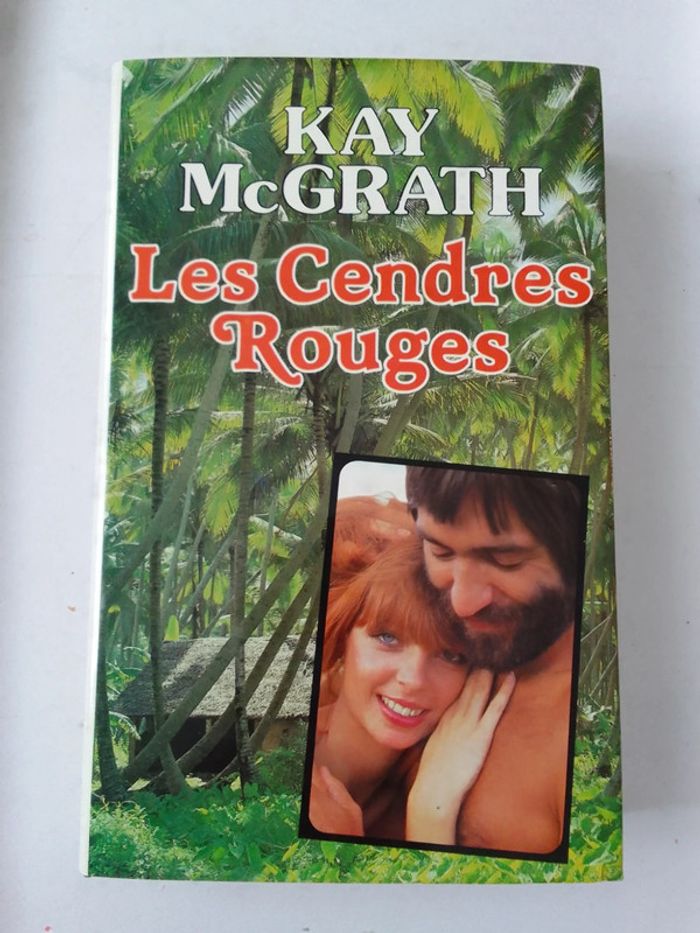 KAY
McGRATH
Les Cendres
Rouges